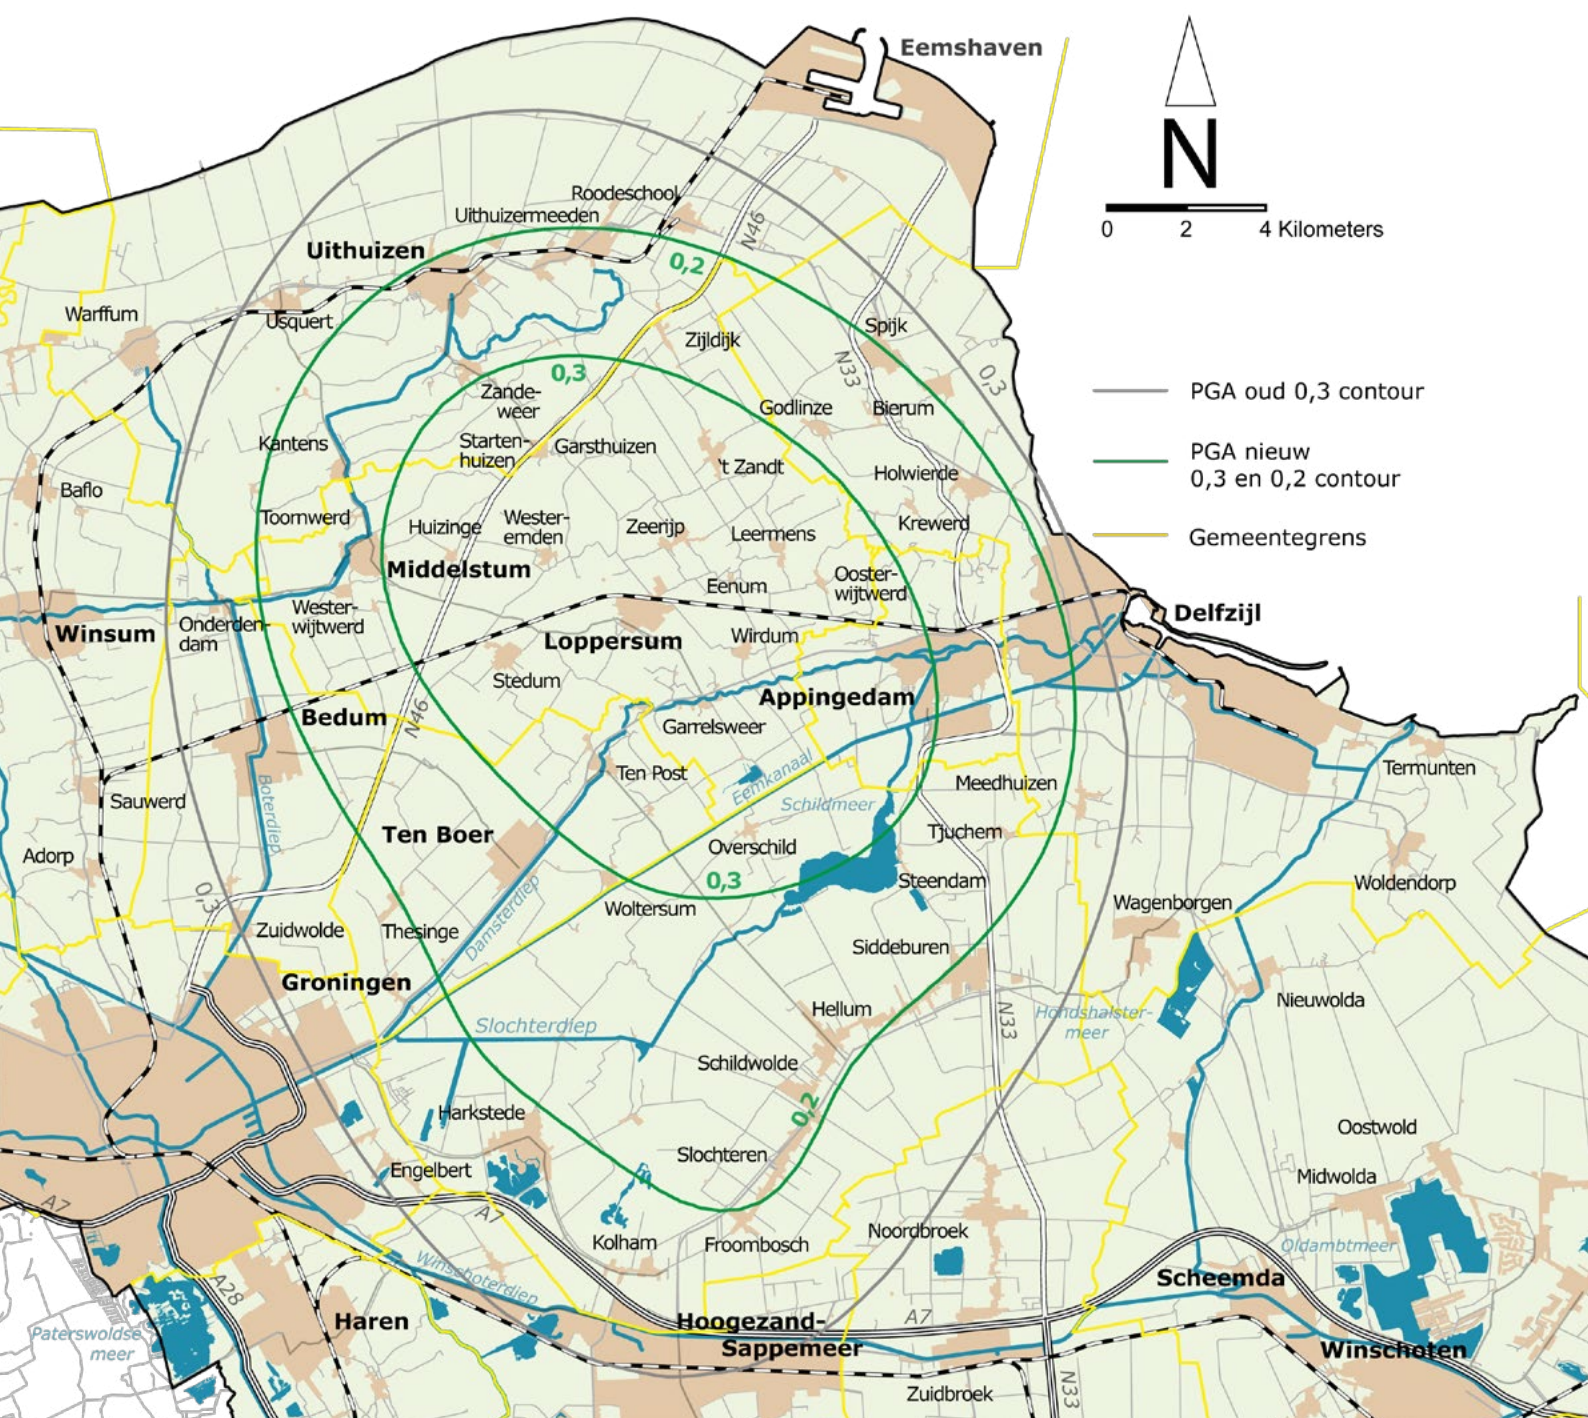 Eemshaven
N
0 2 4 Kilometers
Roodeschool
Uithuizermeeden
N46
Uithuizen
0,2
Warffum
Usquert
Spijk
Zijldijk
N33
0,3
0,3
PGA oud 0,3 contour
Zande-
weer
Godlinze
Bierum
Kantens
Starten-
huizen
Garsthuizen
PGA nieuw
0,3 en 0,2 contour
't Zandt
Holwierde
Baflo
Toornwerd
Huizinge
Wester-
emden
Zeerijp
Leermens
Krewerd
Gemeentegrens
Middelstum
Eenum
Ooster-
wijtwerd
Delfzijl
Winsum
Onderden-
dam
Wester-
wijtwerd
Loppersum
Wirdum
Stedum
Appingedam
Bedum
N46
Garrelsweer
Ten Post
Eemkanaal
Meedhuizen
Termunten
Sauwerd
Boterdiep
Schildmeer
Ten Boer
Tjuchem
Adorp
Overschild
0,3
0,3
Steendam
Woldendorp
Damsterdiep
Woltersum
Wagenborgen
Zuidwolde
Thesinge
Siddeburen
Groningen
Hellum
Nieuwolda
Slochterdiep
N33
Hondshalster-
meer
Schildwolde
Harkstede
0,2
Oostwold
Slochteren
Engelbert
Midwolda
A7
A7
Noordbroek
Kolham
Froombosch
Oldambtmeer
Winschoterdiep
Scheemda
A28
Haren
Hoogezand-
Sappemeer
A7
Paterswoldse
meer
Winschoten
Zuidbroek
N33